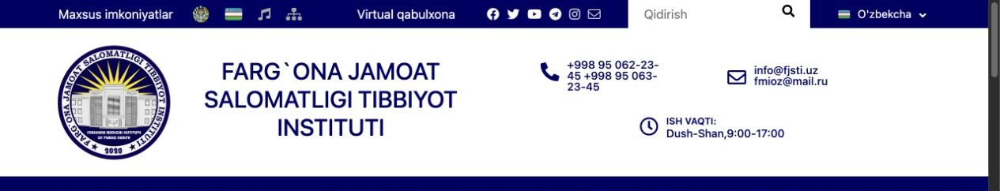 Maxsus imkoniyatlar
Virtual qabulxona
Qidirish
O'zbekcha
FARG`ONA JAMOAT SALOMATLIGI TIBBIYOT INSTITUTI
FERGHANA MEDICAL INSTITUTE
OF PUBLIC HEALTH
2020
FARG`ONA JAMOAT
SALOMATLIGI TIBBIYOT
INSTITUTI
+998 95 062-23-
45 +998 95 063-
23-45
info@fjsti.uz
fmioz@mail.ru
ISH VAQTI:
Dush-Shan,9:00-17:00